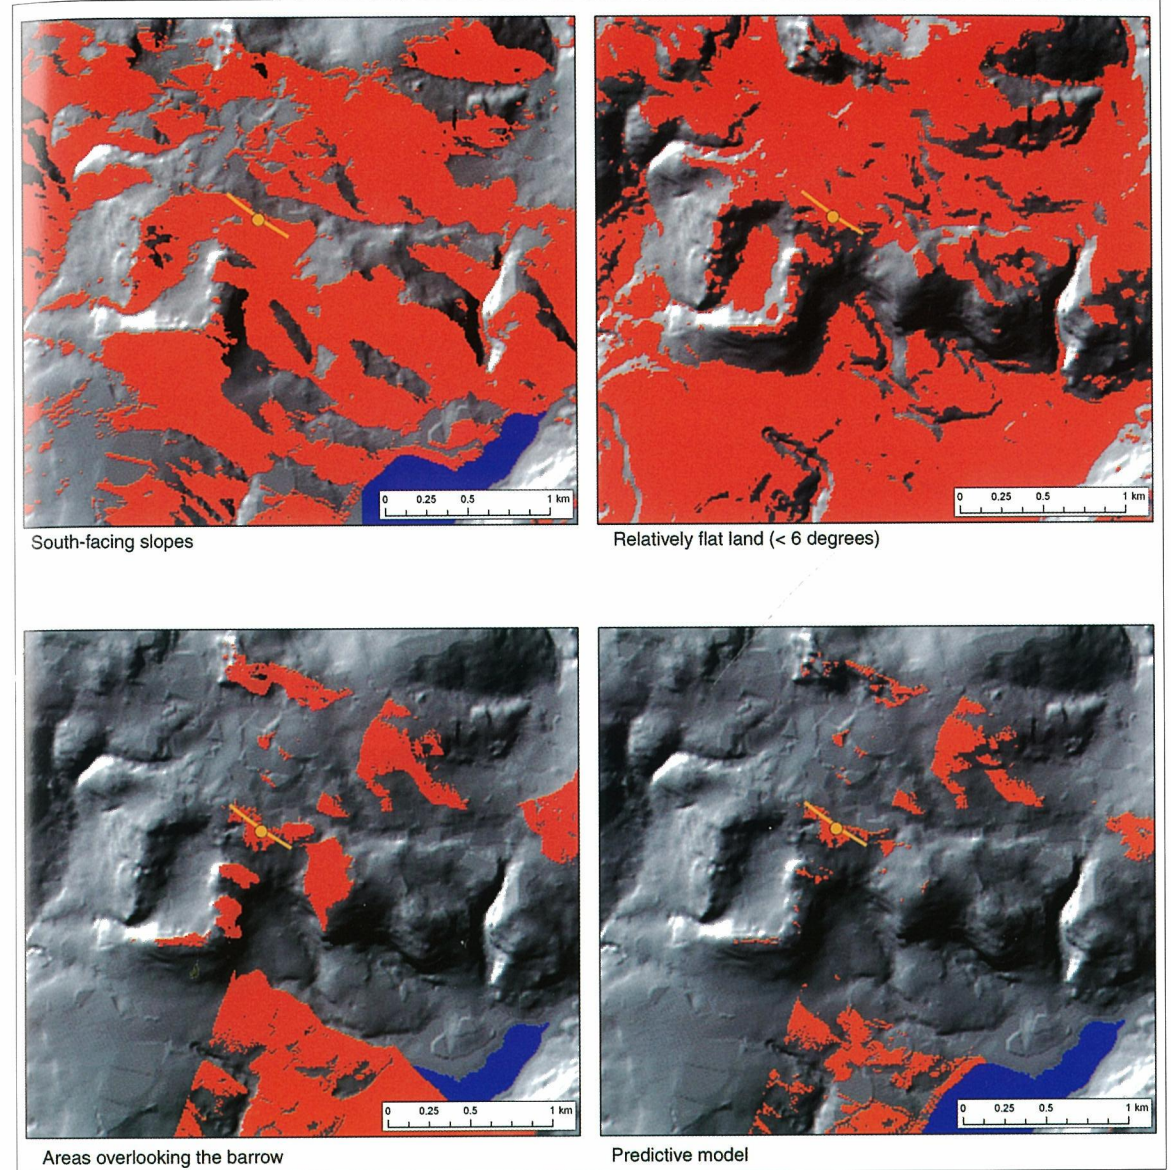 0 0.25 0.5 1 km
0 0.25 0.5 1 km
South-facing slopes
Relatively flat land (< 6 degrees)
0 0.25 0.5 1 km
0 0.25 0.5 1 km
Areas overlooking the barrow
Predictive model